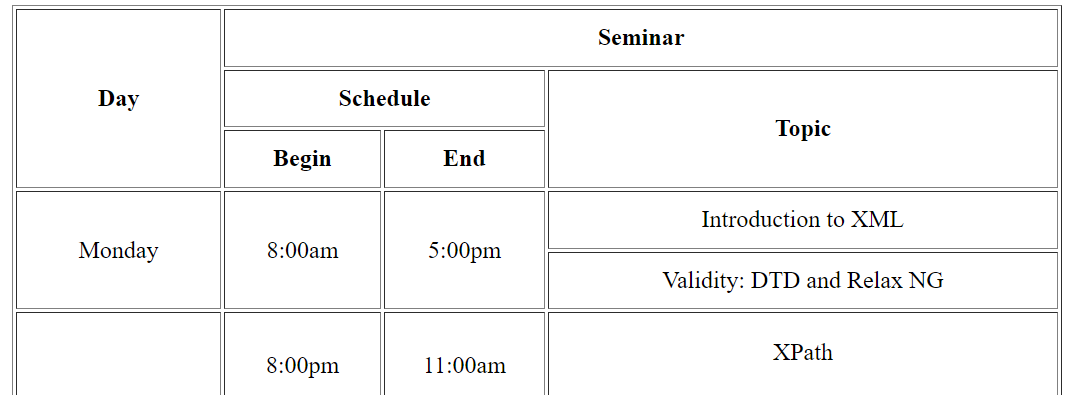 Day
Seminar
Schedule
Topic
Begin
End
Monday
8:00am
5:00pm
Introduction to XML
Validity: DTD and Relax NG
8:00pm
11:00am
XPath